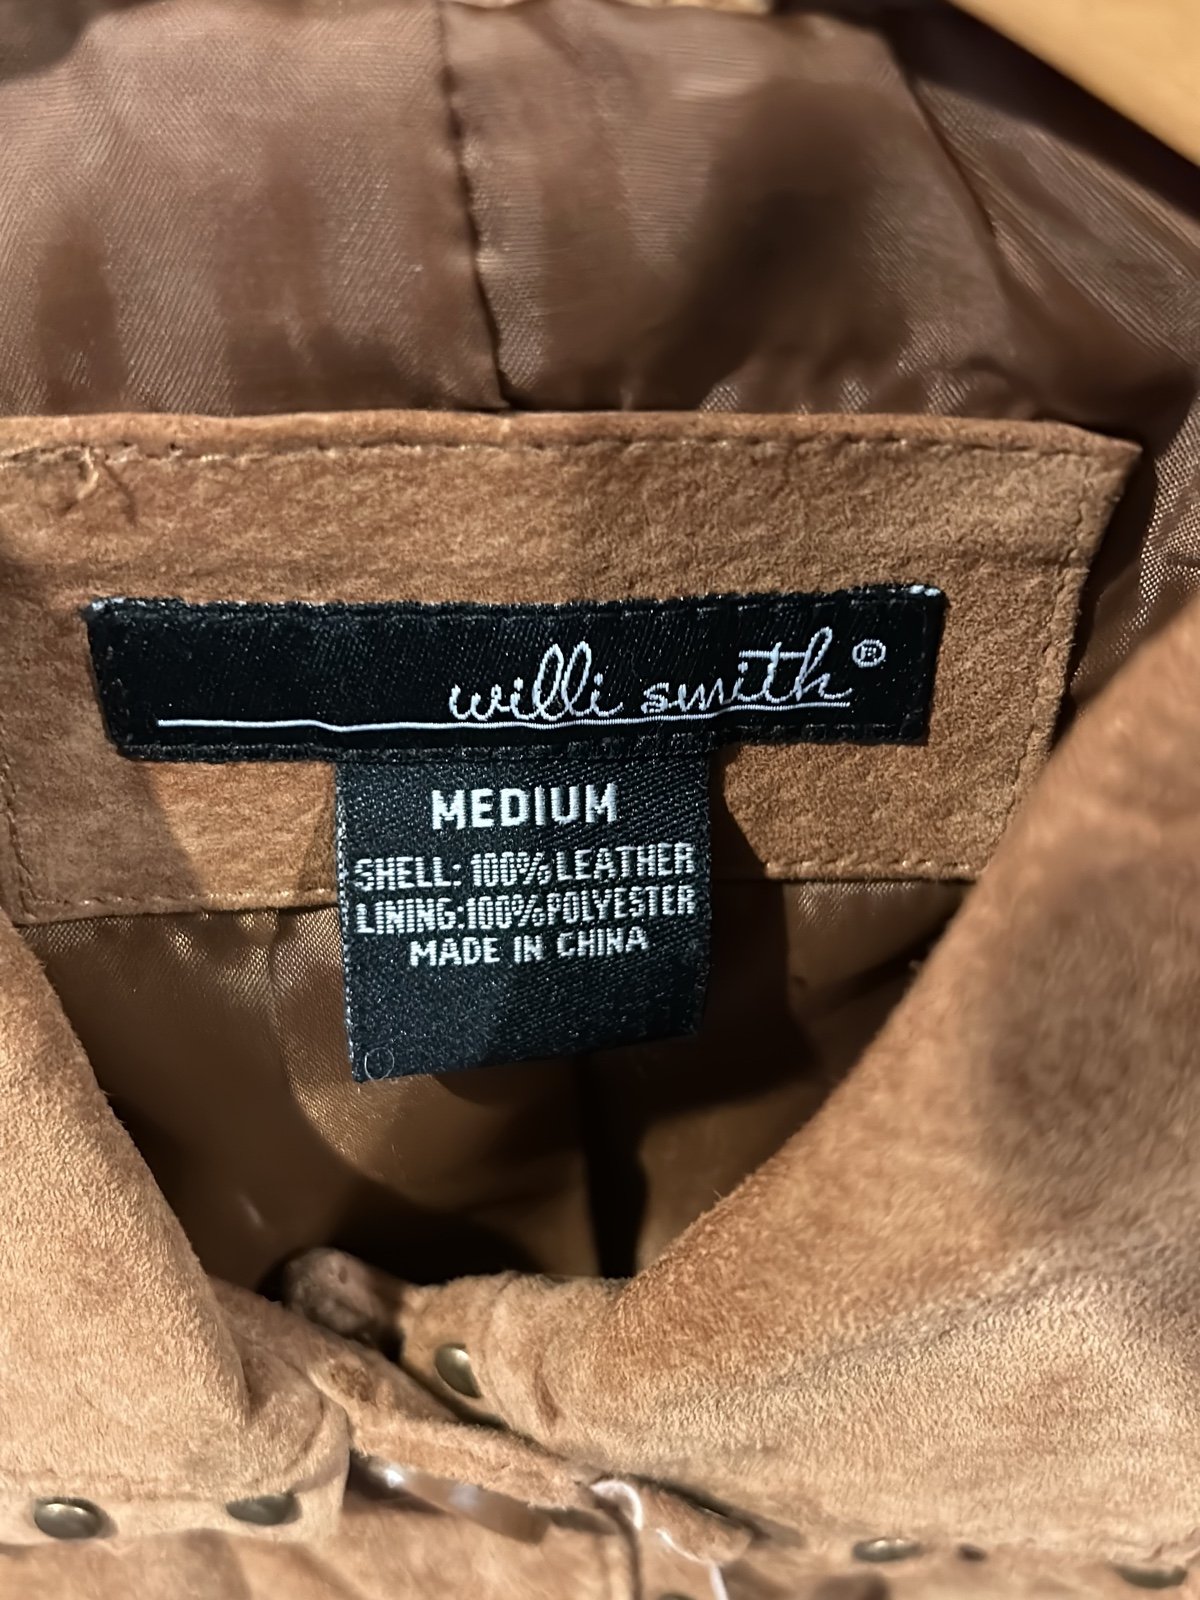 willi smith®
MEDIUM
SHELL: 100% LEATHER
LINING:100%POLYESTER
MADE IN CHINA